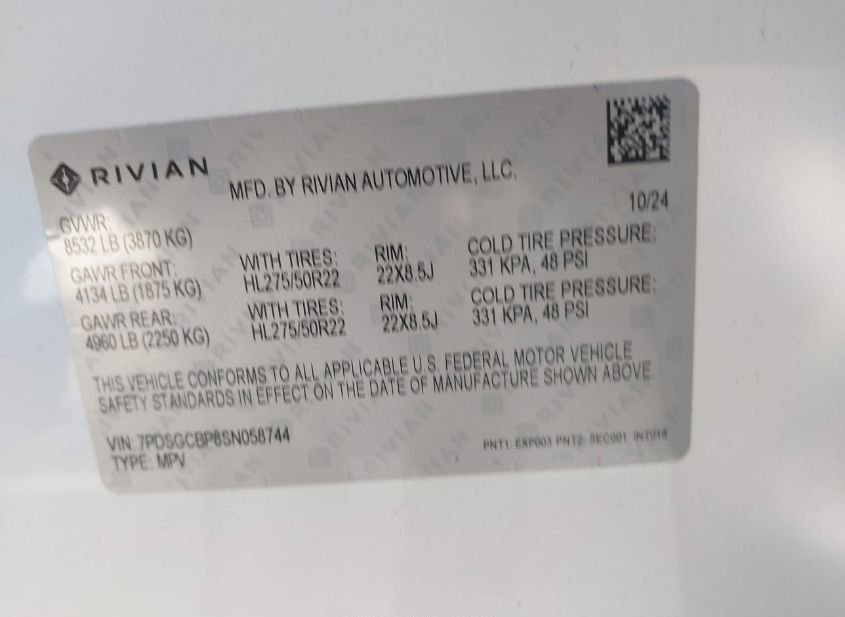 RIVIAN
MFD. BY RIVIAN AUTOMOTIVE, LLC.
10/24
GVWR:
8532 LB (3870 KG)
GAWR FRONT:
4134 LB (1875 KG)
WITH TIRES:
HL275/50R22
RIM:
22X8.5J
COLD TIRE PRESSURE:
331 KPA, 48 PSI
GAWR REAR:
4960 LB (2250 KG)
WITH TIRES:
HL275/50R22
RIM:
22X8.5J
COLD TIRE PRESSURE:
331 KPA, 48 PSI
THIS VEHICLE CONFORMS TO ALL APPLICABLE U.S. FEDERAL MOTOR VEHICLE
SAFETY STANDARDS IN EFFECT ON THE DATE OF MANUFACTURE SHOWN ABOVE.
VIN: 7PDSGCBP8SN058744
TYPE: MPV
PNT1: EXP003 PNT2: SEC001 INT018